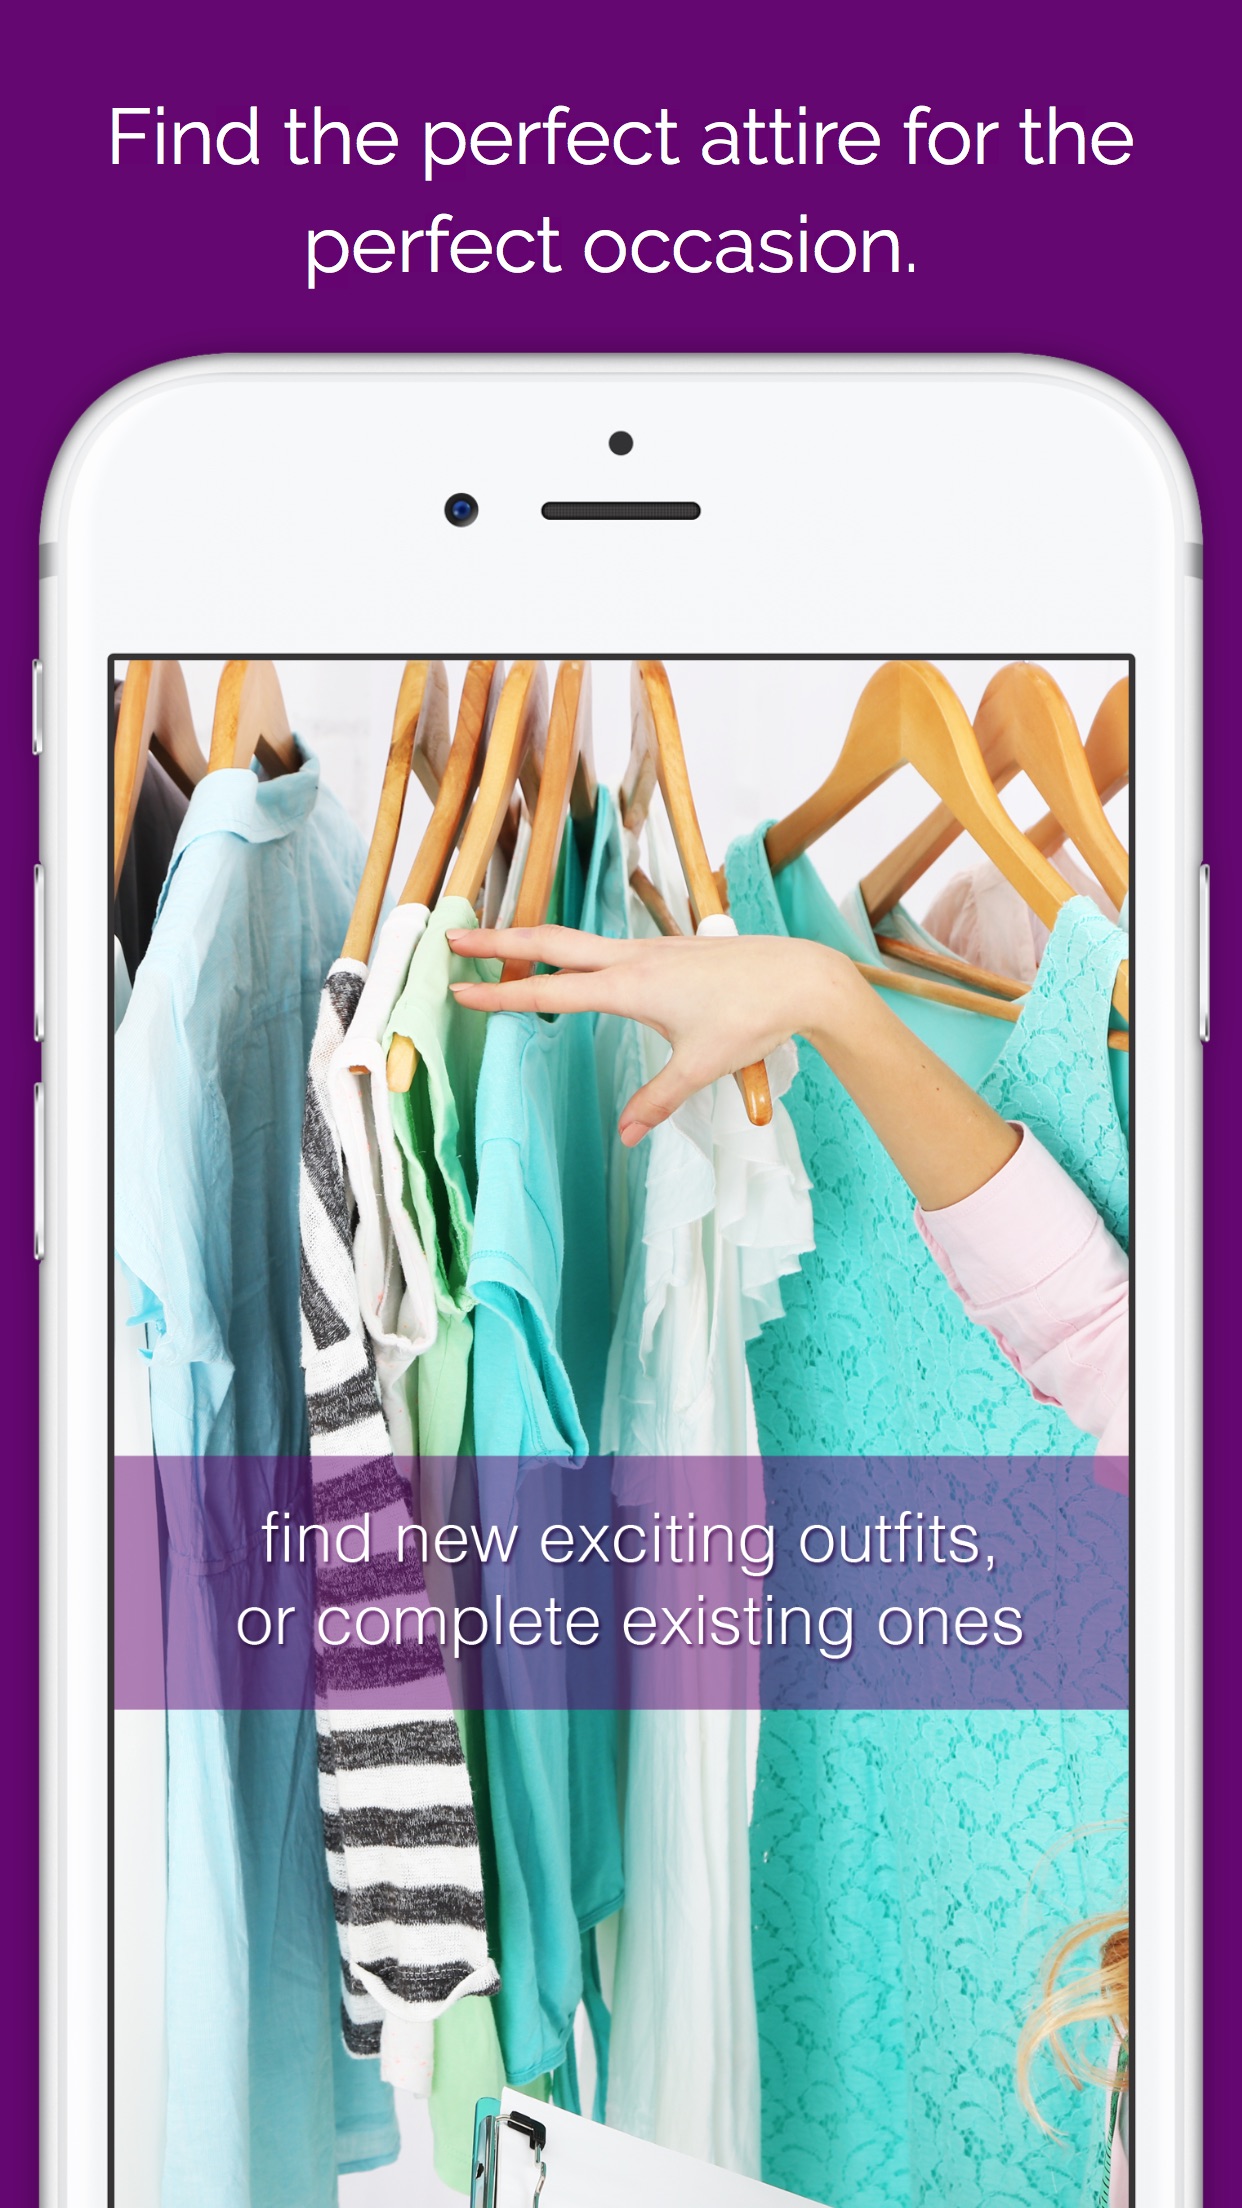 Find the perfect attire for the
perfect occasion.
find new exciting outfits,
or complete existing ones